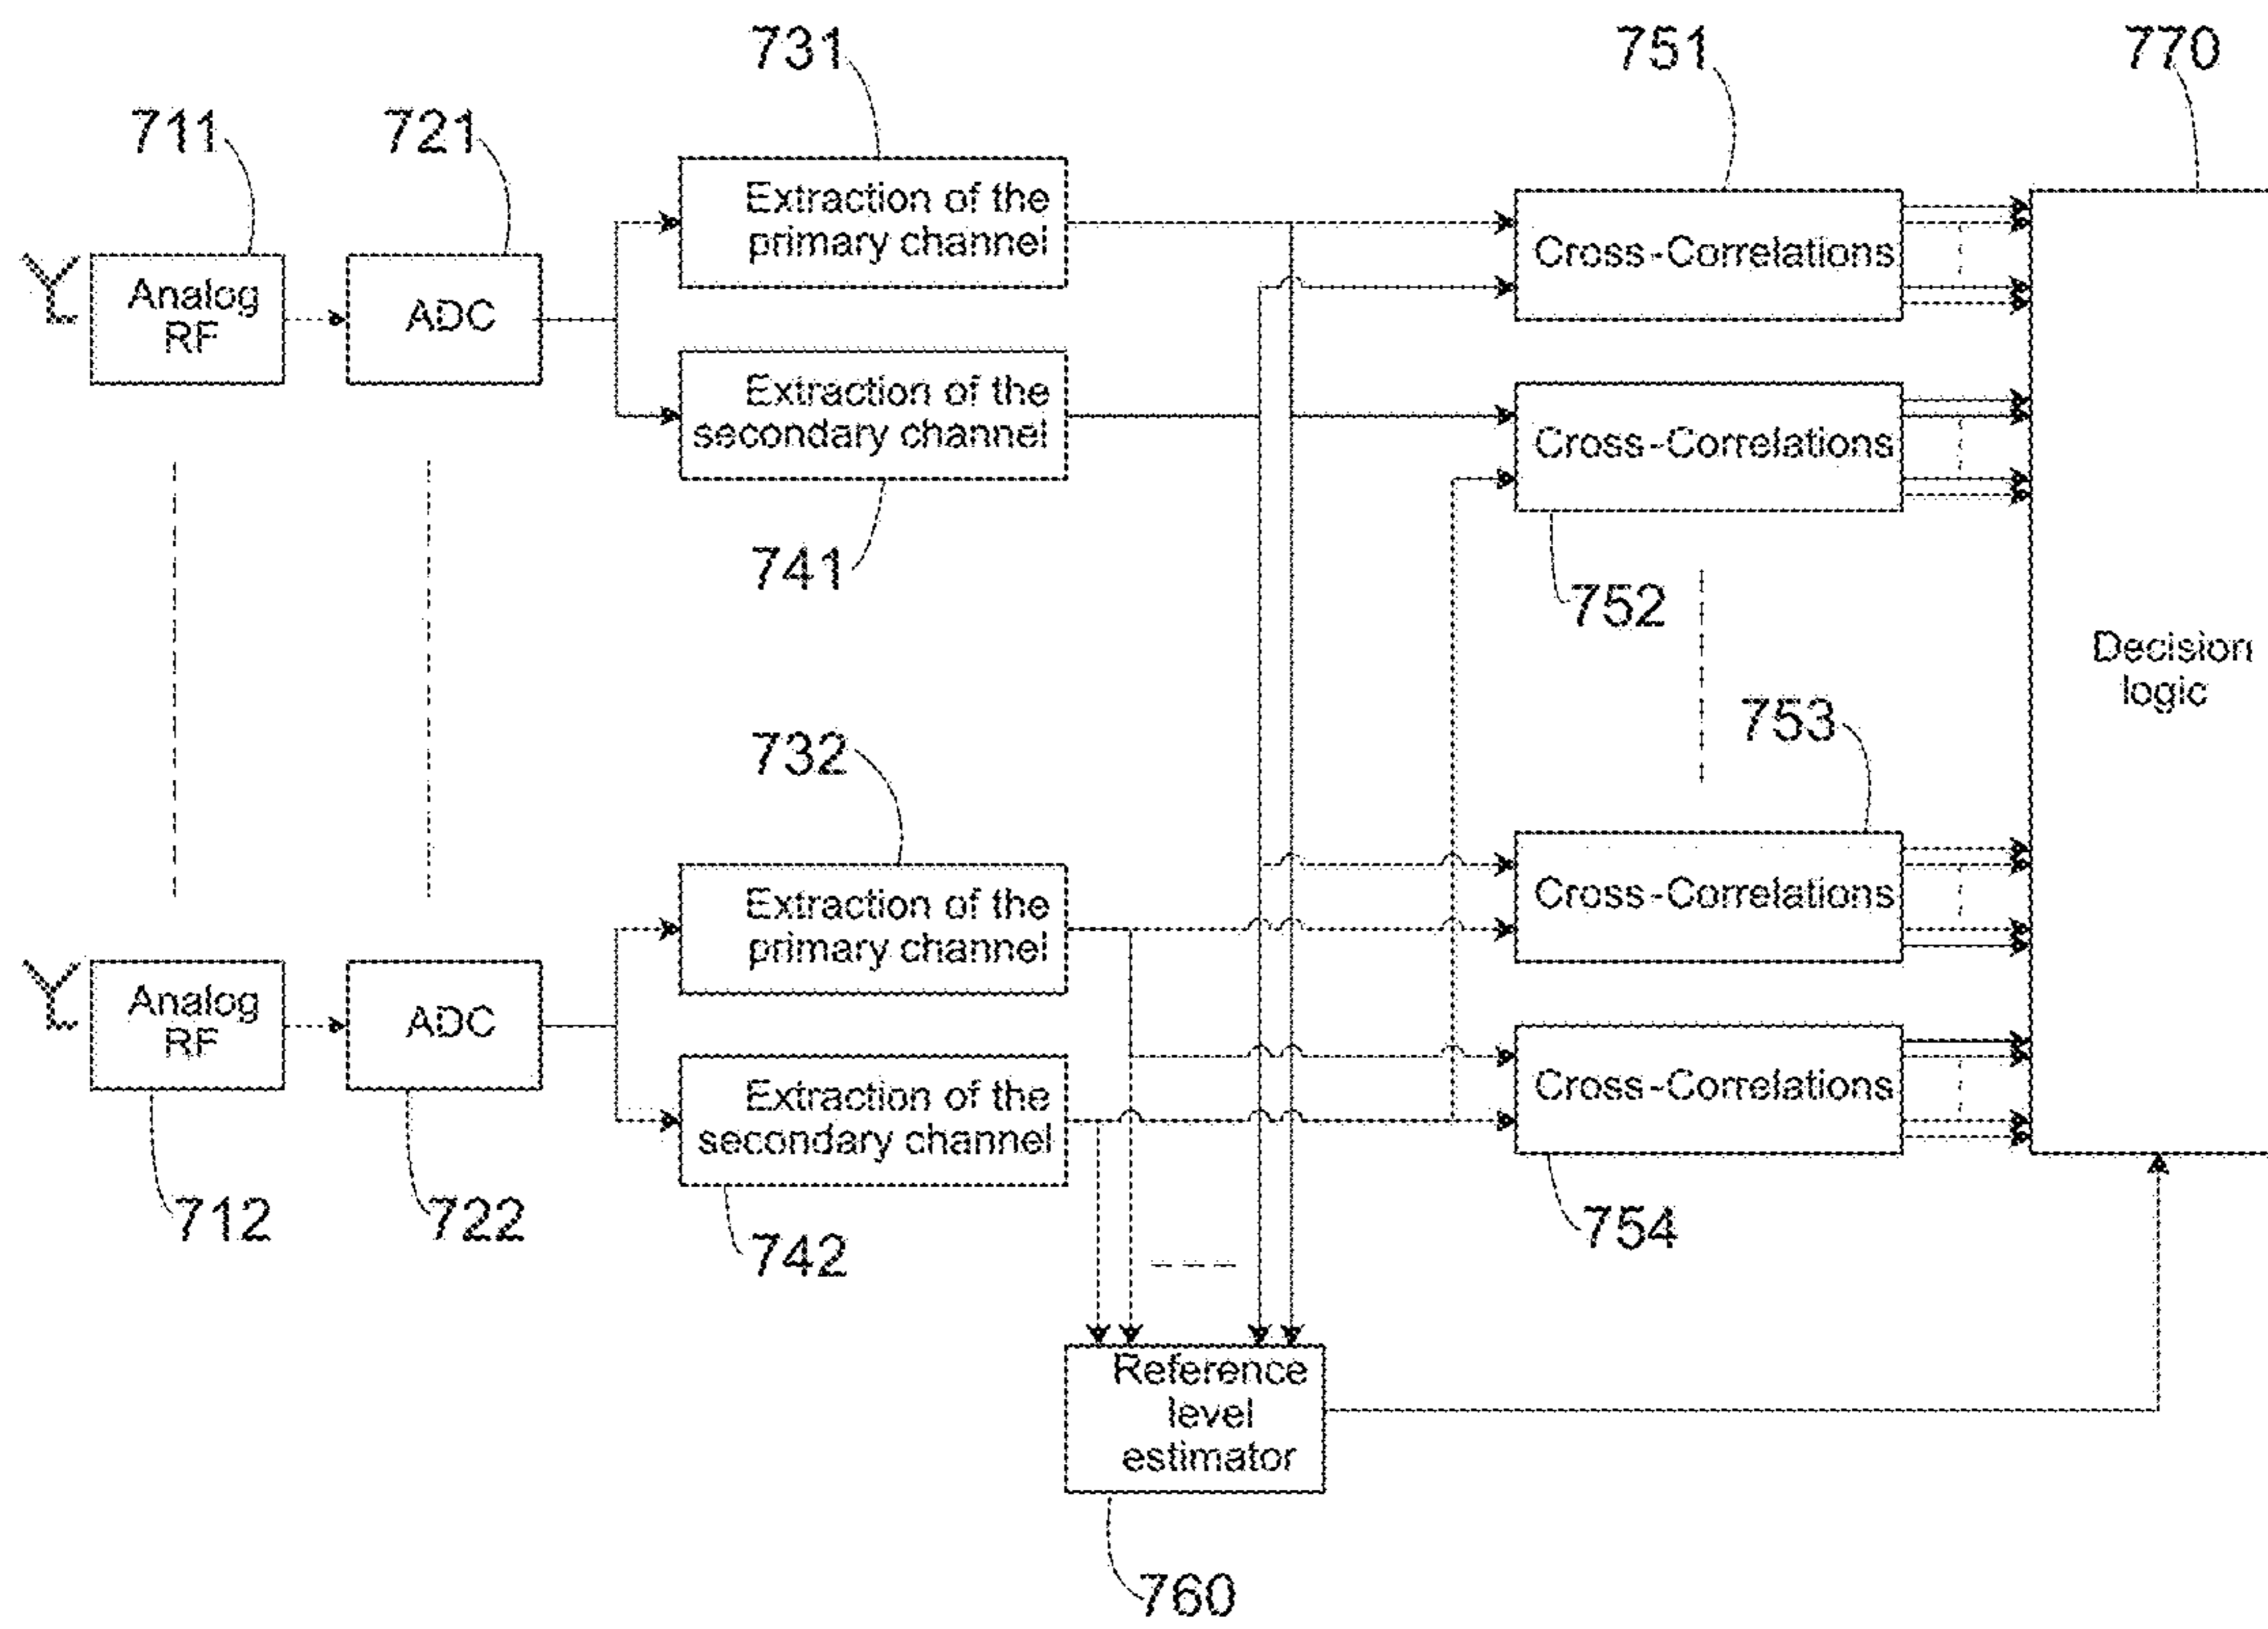 731
751
770
711
721
Extraction of the
primary channel
Cross-Correlations
Analog
RF
ADC
Extraction of the
secondary channel
Cross-Correlations
741
752
Decision
logic
753
732
Extraction of the
primary channel
Cross-Correlations
Analog
RF
ADC
Extraction of the
secondary channel
Cross-Correlations
712
722
742
754
Reference
level
estimator
760